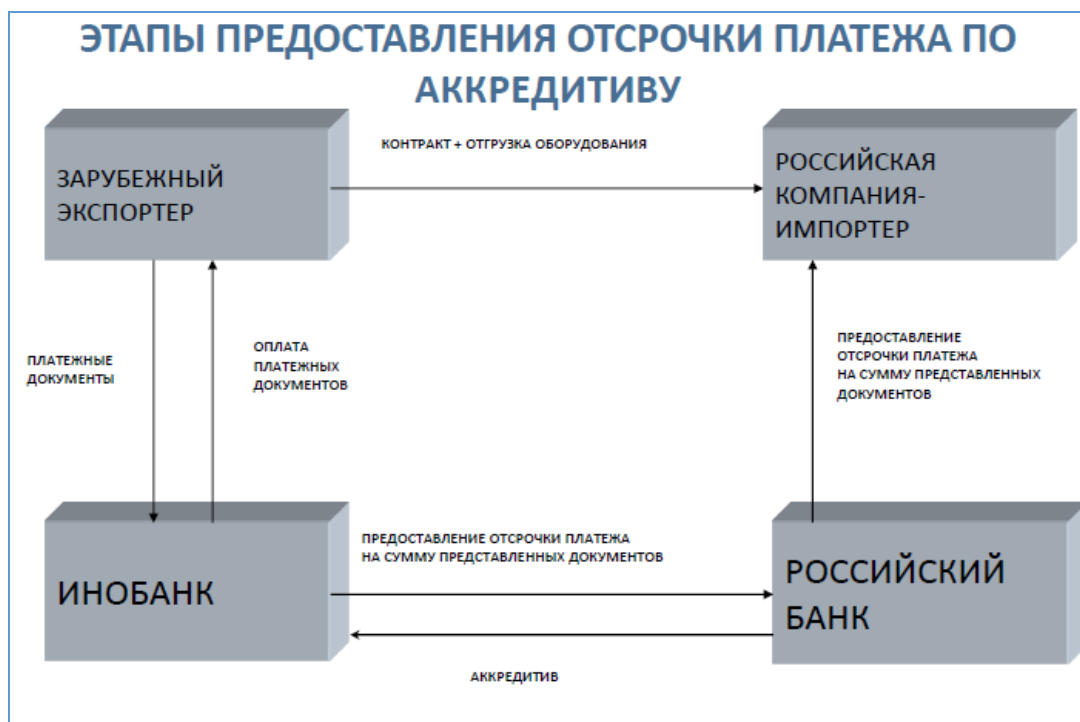 ЭТАПЫ ПРЕДОСТАВЛЕНИЯ ОТСРОЧКИ ПЛАТЕЖА ПО
АККРЕДИТИВУ
ЗАРУБЕЖНЫЙ
ЭКСПОРТЕР
КОНТРАКТ + ОТГРУЗКА ОБОРУДОВАНИЯ
РОССИЙСКАЯ
КОМПАНИЯ-
ИМПОРТЕР
ПЛАТЕЖНЫЕ
ДОКУМЕНТЫ
ОПЛАТА
ПЛАТЕЖНЫХ
ДОКУМЕНТОВ
ПРЕДОСТАВЛЕНИЕ
ОТСРОЧКИ ПЛАТЕЖА
НА СУММУ ПРЕДСТАВЛЕННЫХ
ДОКУМЕНТОВ
ИНОБАНК
ПРЕДОСТАВЛЕНИЕ ОТСРОЧКИ ПЛАТЕЖА
НА СУММУ ПРЕДСТАВЛЕННЫХ ДОКУМЕНТОВ
РОССИЙСКИЙ
БАНК
АККРЕДИТИВ